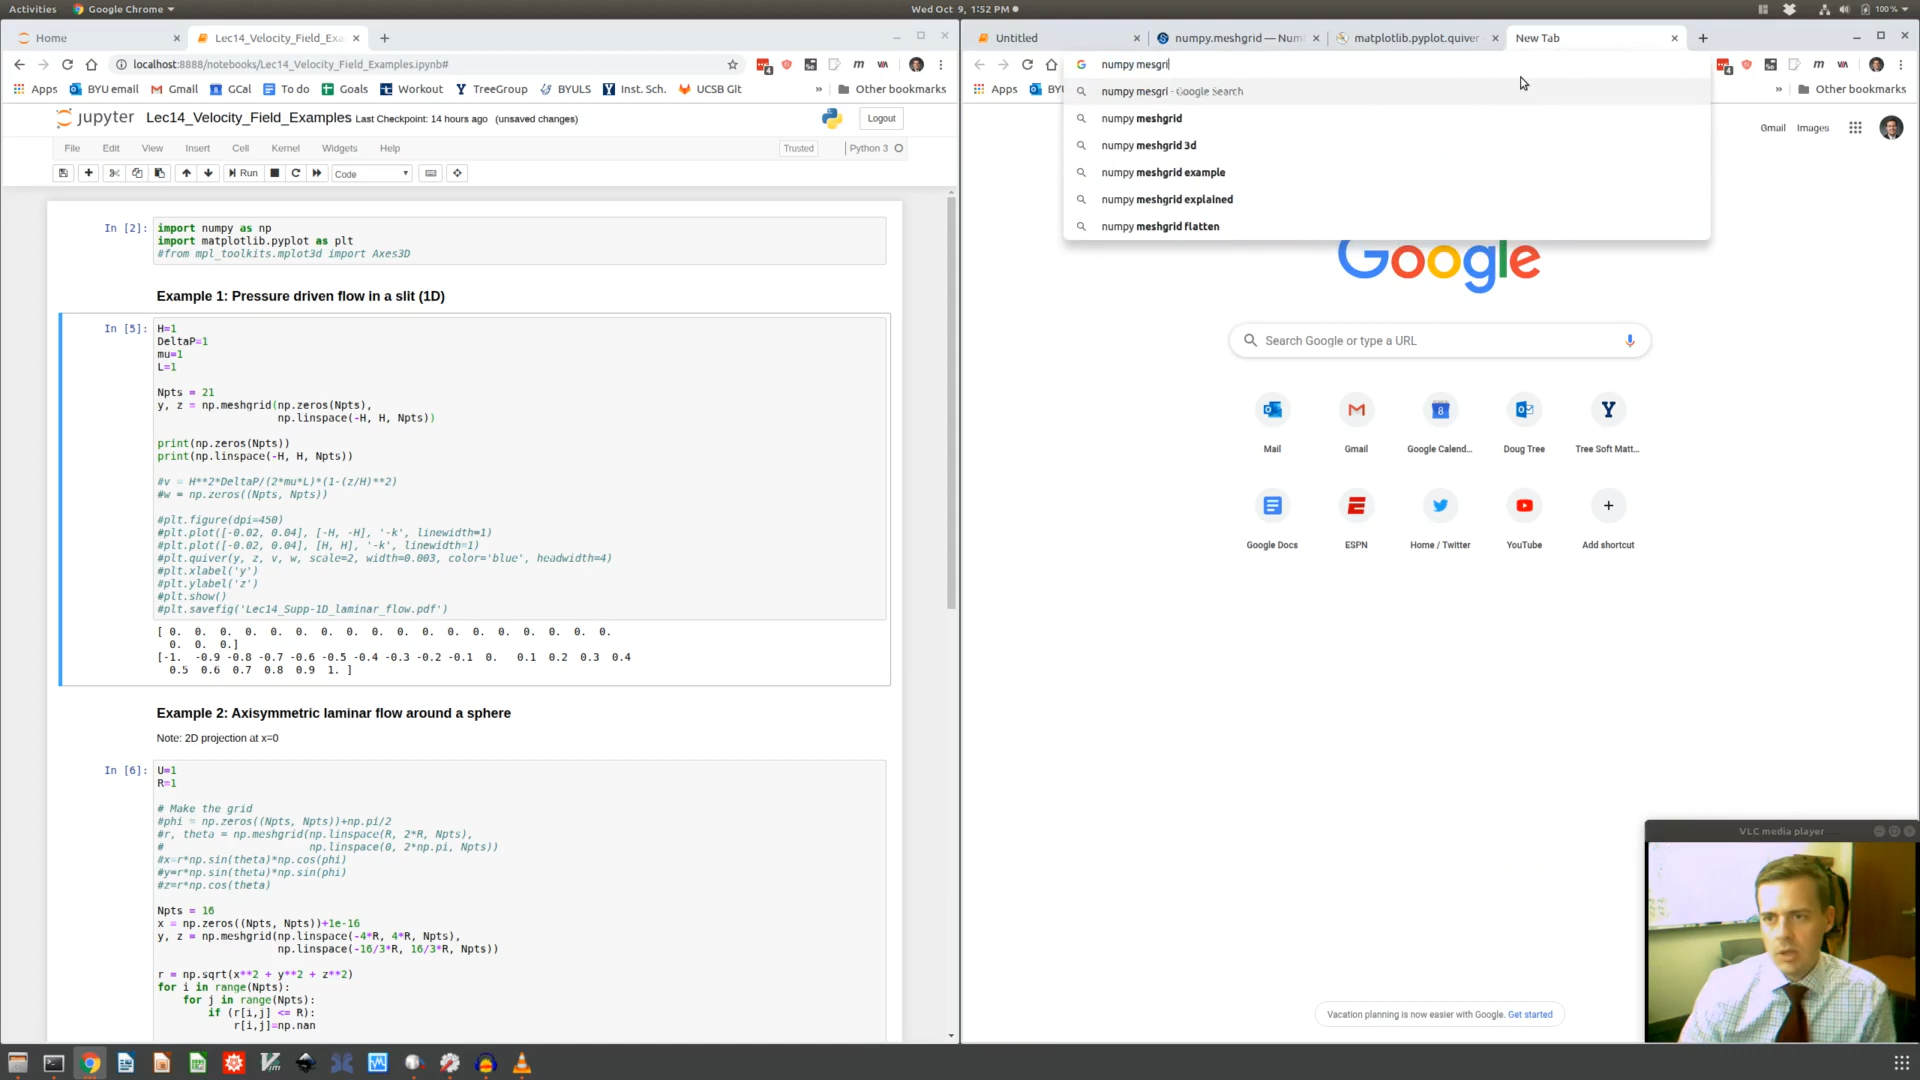 Activities
Google Chrome
Wed Oct 9, 1:52 PM
100%
Home
Lec14_Velocity_Field_Exa
localhost:8888/notebooks/Lec14_Velocity_Field_Examples.ipynb#
Apps BYU email Gmail GCal To do Goals Workout TreeGroup BYULS Inst. Sch. UCSB Git » Other bookmarks
jupyter Lec14_Velocity_Field_Examples Last Checkpoint: 14 hours ago (unsaved changes)
Logout
File Edit View Insert Cell Kernel Widgets Help
Trusted
Python 3
Run
Code
In [2]:
import numpy as np
import matplotlib.pyplot as plt
#from mpl_toolkits.mplot3d import Axes3D
Example 1: Pressure driven flow in a slit (1D)
In [5]:
H=1
DeltaP=1
mu=1
L=1
Npts = 21
y, z = np.meshgrid(np.zeros(Npts),
np.linspace(-H, H, Npts))
print(np.zeros(Npts))
print(np.linspace(-H, H, Npts))
#v = H**2*DeltaP/(2*mu*L)*(1-(z/H)**2)
#w = np.zeros((Npts, Npts))
#plt.figure(dpi=450)
#plt.plot([-0.02, 0.04], [-H, -H], '-k', linewidth=1)
#plt.plot([-0.02, 0.04], [H, H], '-k', linewidth=1)
#plt.quiver(y, z, v, w, scale=2, width=0.003, color='blue', headwidth=4)
#plt.xlabel('y')
#plt.ylabel('z')
#plt.show()
#plt.savefig('Lec14_Supp-1D_laminar_flow.pdf')
[ 0. 0. 0. 0. 0. 0. 0. 0. 0. 0. 0. 0. 0. 0. 0. 0. 0. 0.
0. 0. 0.]
[-1. -0.9 -0.8 -0.7 -0.6 -0.5 -0.4 -0.3 -0.2 -0.1 0. 0.1 0.2 0.3 0.4
0.5 0.6 0.7 0.8 0.9 1. ]
Example 2: Axisymmetric laminar flow around a sphere
Note: 2D projection at x=0
In [6]:
U=1
R=1
# Make the grid
#phi = np.zeros((Npts, Npts))+np.pi/2
#r, theta = np.meshgrid(np.linspace(R, 2*R, Npts),
# np.linspace(0, 2*np.pi, Npts))
#x=r*np.sin(theta)*np.cos(phi)
#y=r*np.sin(theta)*np.sin(phi)
#z=r*np.cos(theta)
Npts = 16
x = np.zeros((Npts, Npts))+1e-16
y, z = np.meshgrid(np.linspace(-4*R, 4*R, Npts),
np.linspace(-16/3*R, 16/3*R, Npts))
r = np.sqrt(x**2 + y**2 + z**2)
for i in range(Npts):
for j in range(Npts):
if (r[i,j] <= R):
r[i,j]=np.nan
Untitled
numpy.meshgrid — Num
matplotlib.pyplot.quiver
New Tab
numpy mesgri
numpy mesgri - Google Search
numpy meshgrid
numpy meshgrid 3d
numpy meshgrid example
numpy meshgrid explained
numpy meshgrid flatten
Apps BYU » Other bookmarks
Gmail Images
Google
Search Google or type a URL
Mail
Gmail
Google Calend...
Doug Tree
Tree Soft Matt...
Google Docs
ESPN
Home / Twitter
YouTube
Add shortcut
Vacation planning is now easier with Google. Get started
VLC media player